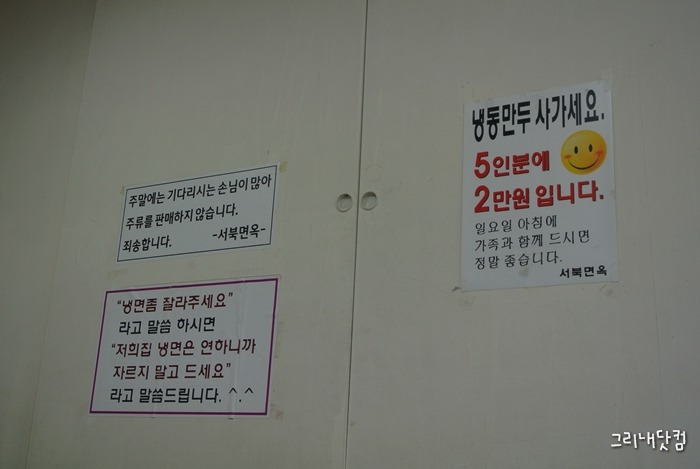 주말에는 기다리시는 손님이 많아
주류를 판매하지 않습니다.
죄송합니다. -서북면옥-
"냉면좀 잘라주세요"
라고 말씀 하시면
"저희집 냉면은 연하니까
자르지 말고 드세요"
라고 말씀드립니다. ^.^
냉동만두 사가세요.
5인분에
2만원 입니다.
일요일 아침에
가족과 함께 드시면
정말 좋습니다.
서북면옥
그리내닷컴